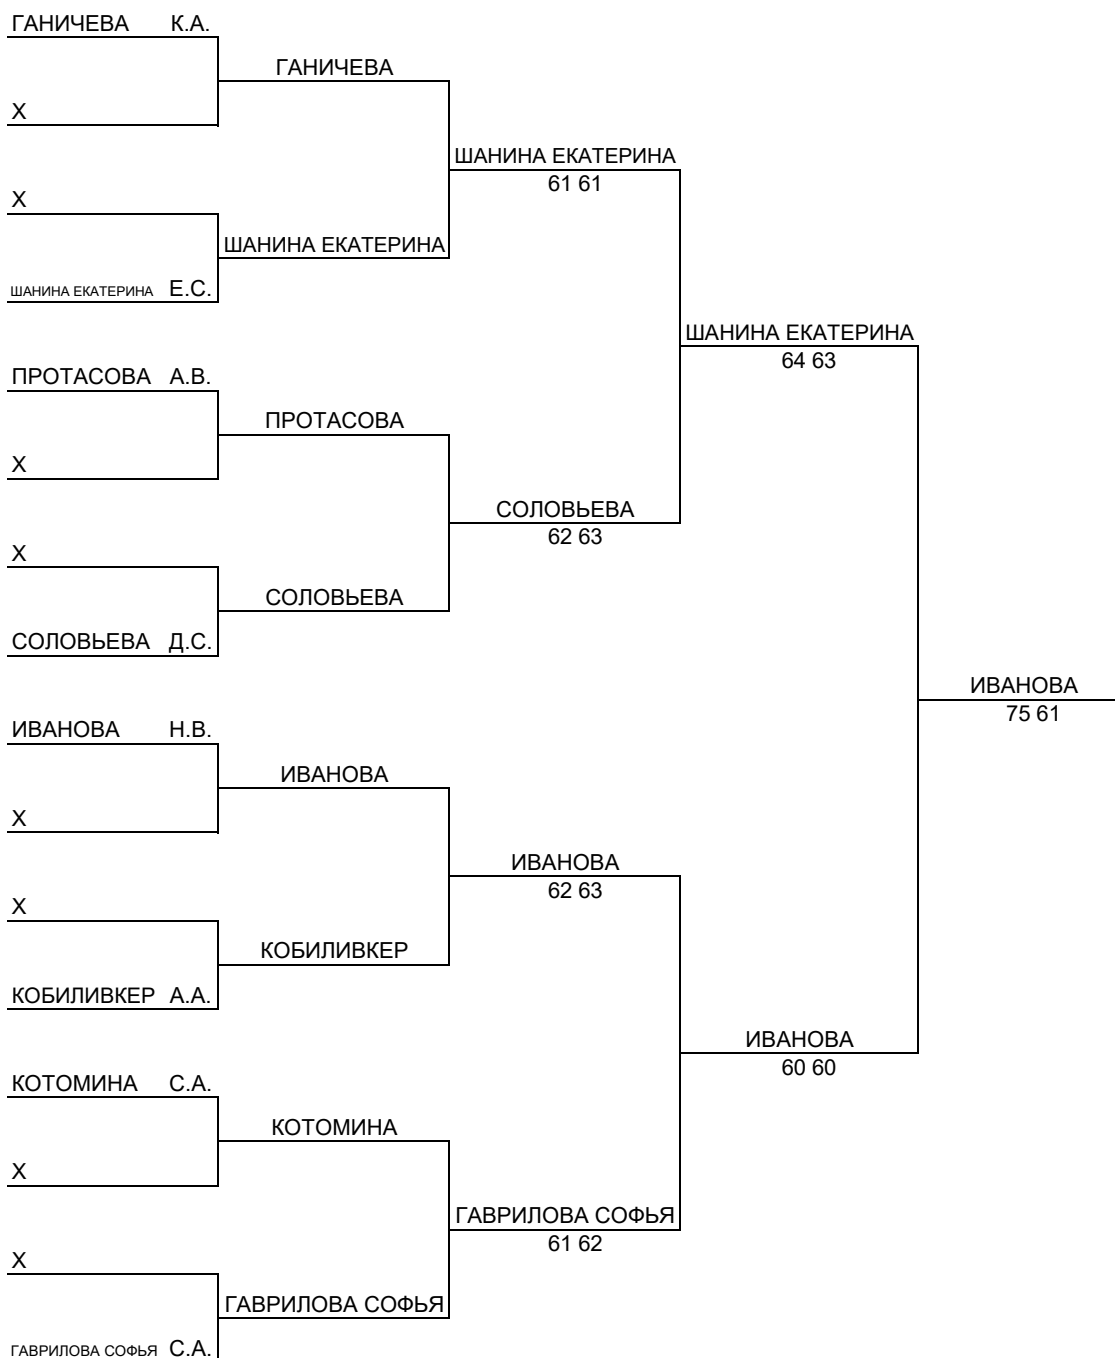 ГАНИЧЕВА К.А.
ГАНИЧЕВА
Х
ШАНИНА ЕКАТЕРИНА
61 61
Х
ШАНИНА ЕКАТЕРИНА
ШАНИНА ЕКАТЕРИНА Е.С.
ШАНИНА ЕКАТЕРИНА
64 63
ПРОТАСОВА А.В.
ПРОТАСОВА
Х
СОЛОВЬЕВА
62 63
Х
СОЛОВЬЕВА
СОЛОВЬЕВА Д.С.
ИВАНОВА
75 61
ИВАНОВА Н.В.
ИВАНОВА
Х
ИВАНОВА
62 63
Х
КОБИЛИВКЕР
КОБИЛИВКЕР А.А.
ИВАНОВА
60 60
КОТОМИНА С.А.
КОТОМИНА
Х
ГАВРИЛОВА СОФЬЯ
61 62
Х
ГАВРИЛОВА СОФЬЯ
ГАВРИЛОВА СОФЬЯ С.А.